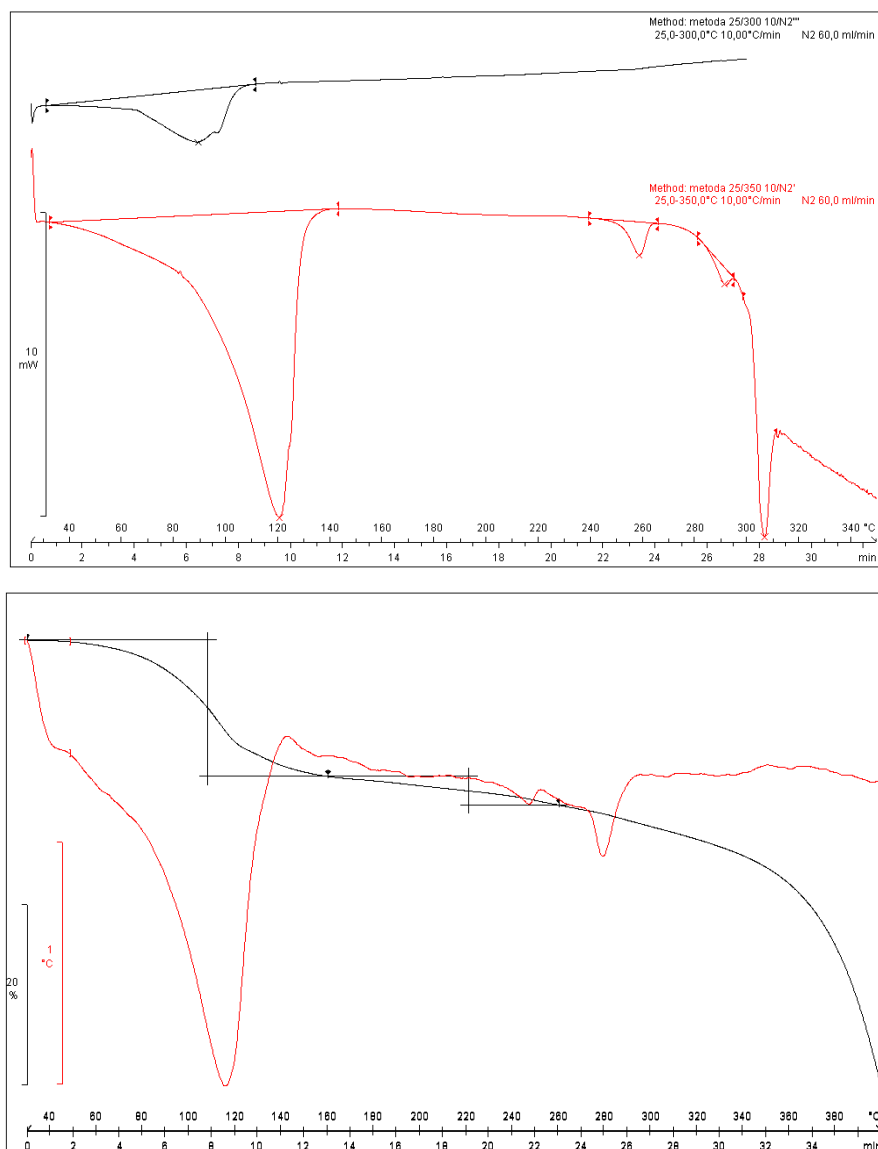 Method: metoda 25/300 10/N2'''
25,0-300,0°C 10,00°C/min N2 60,0 ml/min
Method: metoda 25/350 10/N2'
25,0-350,0°C 10,00°C/min N2 60,0 ml/min
10
mW
40 60 80 100 120 140 160 180 200 220 240 260 280 300 320 340 °C
0 2 4 6 8 10 12 14 16 18 20 22 24 26 28 30 min
1
°C
20
%
40 60 80 100 120 140 160 180 200 220 240 260 280 300 320 340 360 380 °C
0 2 4 6 8 10 12 14 16 18 20 22 24 26 28 30 32 34 min